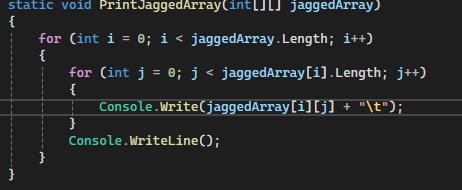 static void PrintJaggedArray(int[][] jaggedArray)
{
for (int i = 0; i < jaggedArray.Length; i++)
{
for (int j = 0; j < jaggedArray[i].Length; j++)
{
Console.Write(jaggedArray[i][j] + "\t");
}
Console.WriteLine();
}
}